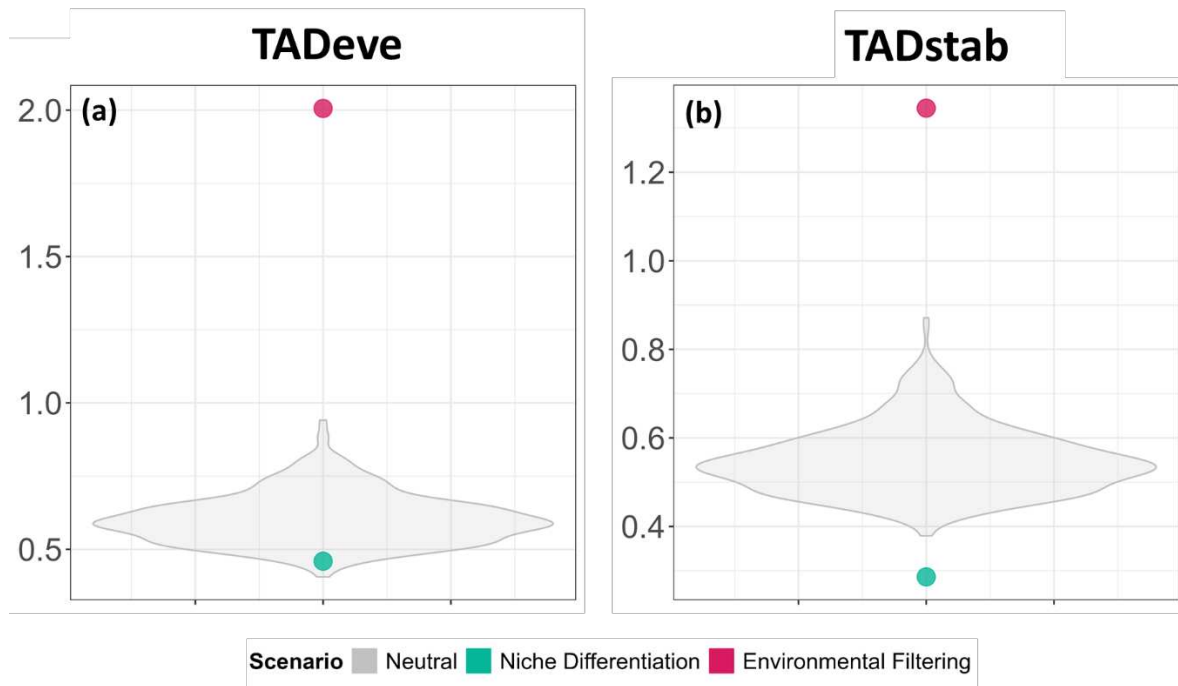 TADeve
TADstab
(a)
2.0
1.5
1.0
0.5
(b)
1.2
1.0
0.8
0.6
0.4
Scenario Neutral Niche Differentiation Environmental Filtering